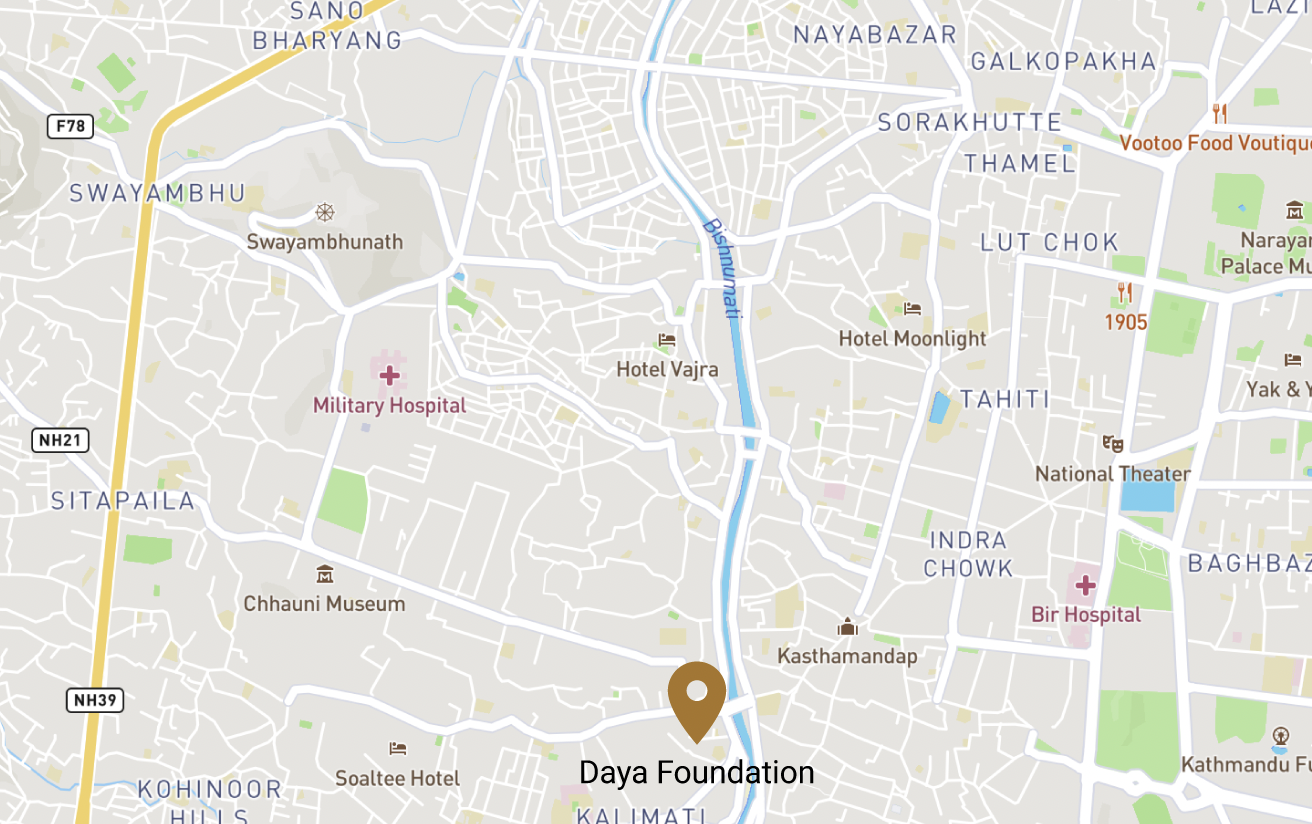 SANO
BHARYANG
NAYABAZAR
GALKOPAKHA
F78
SORAKHUTTE
Vootoo Food Voutique
THAMEL
SWAYAMBHU
Swayambhunath
Bishnumati
LUT CHOK
Narayan
Palace Mu
1905
Hotel Moonlight
Hotel Vajra
Military Hospital
TAHITI
Yak & Y
NH21
National Theater
SITAPAILA
INDRA
CHOWK
BAGHBAZ
Chhauni Museum
Bir Hospital
Kasthamandap
NH39
Daya Foundation
Soaltee Hotel
Kathmandu Fu
KOHINOOR
HILLS
KALIMATI